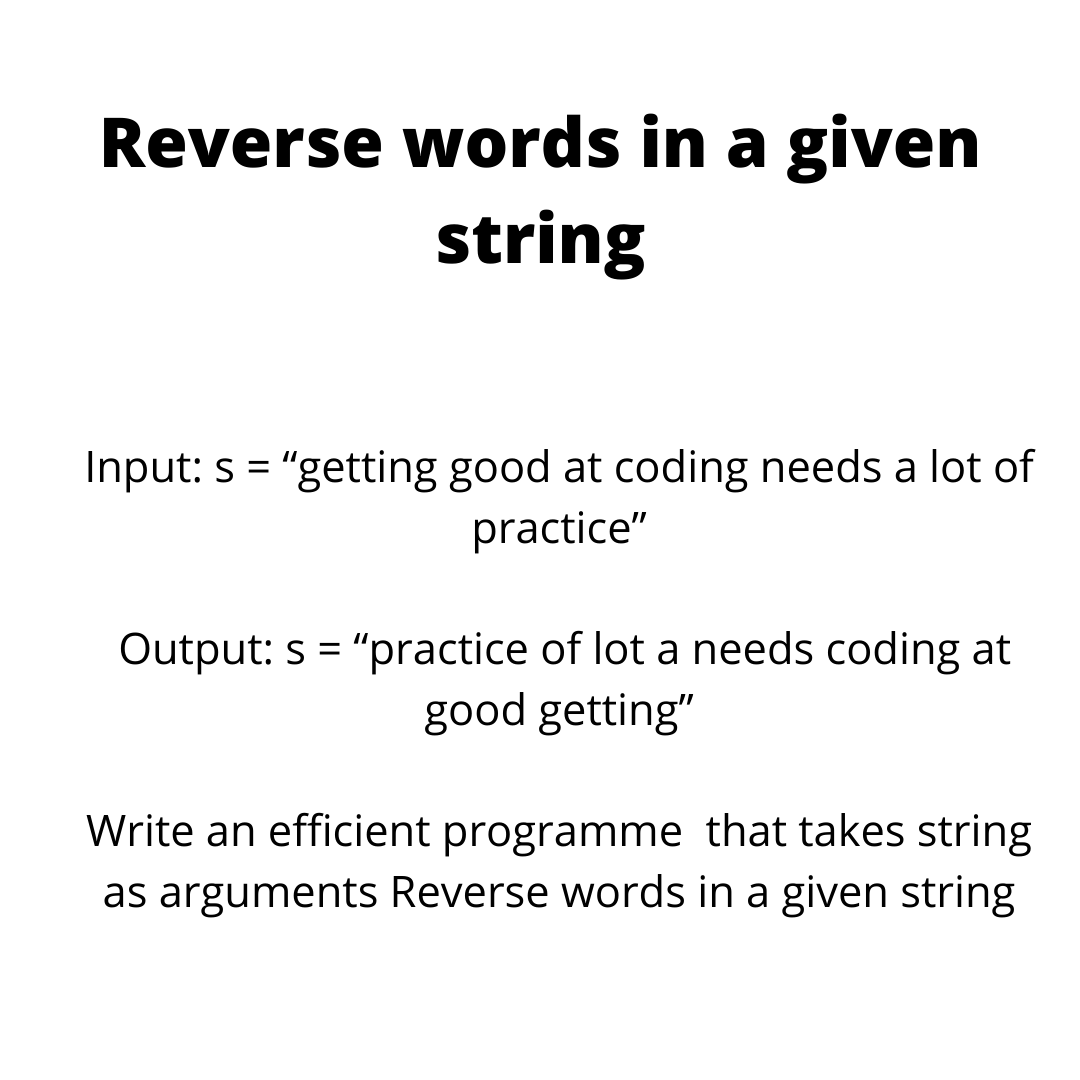 Reverse words in a given
string
Input: s = “getting good at coding needs a lot of
practice”
Output: s = “practice of lot a needs coding at
good getting”
Write an efficient programme  that takes string
as arguments Reverse words in a given string